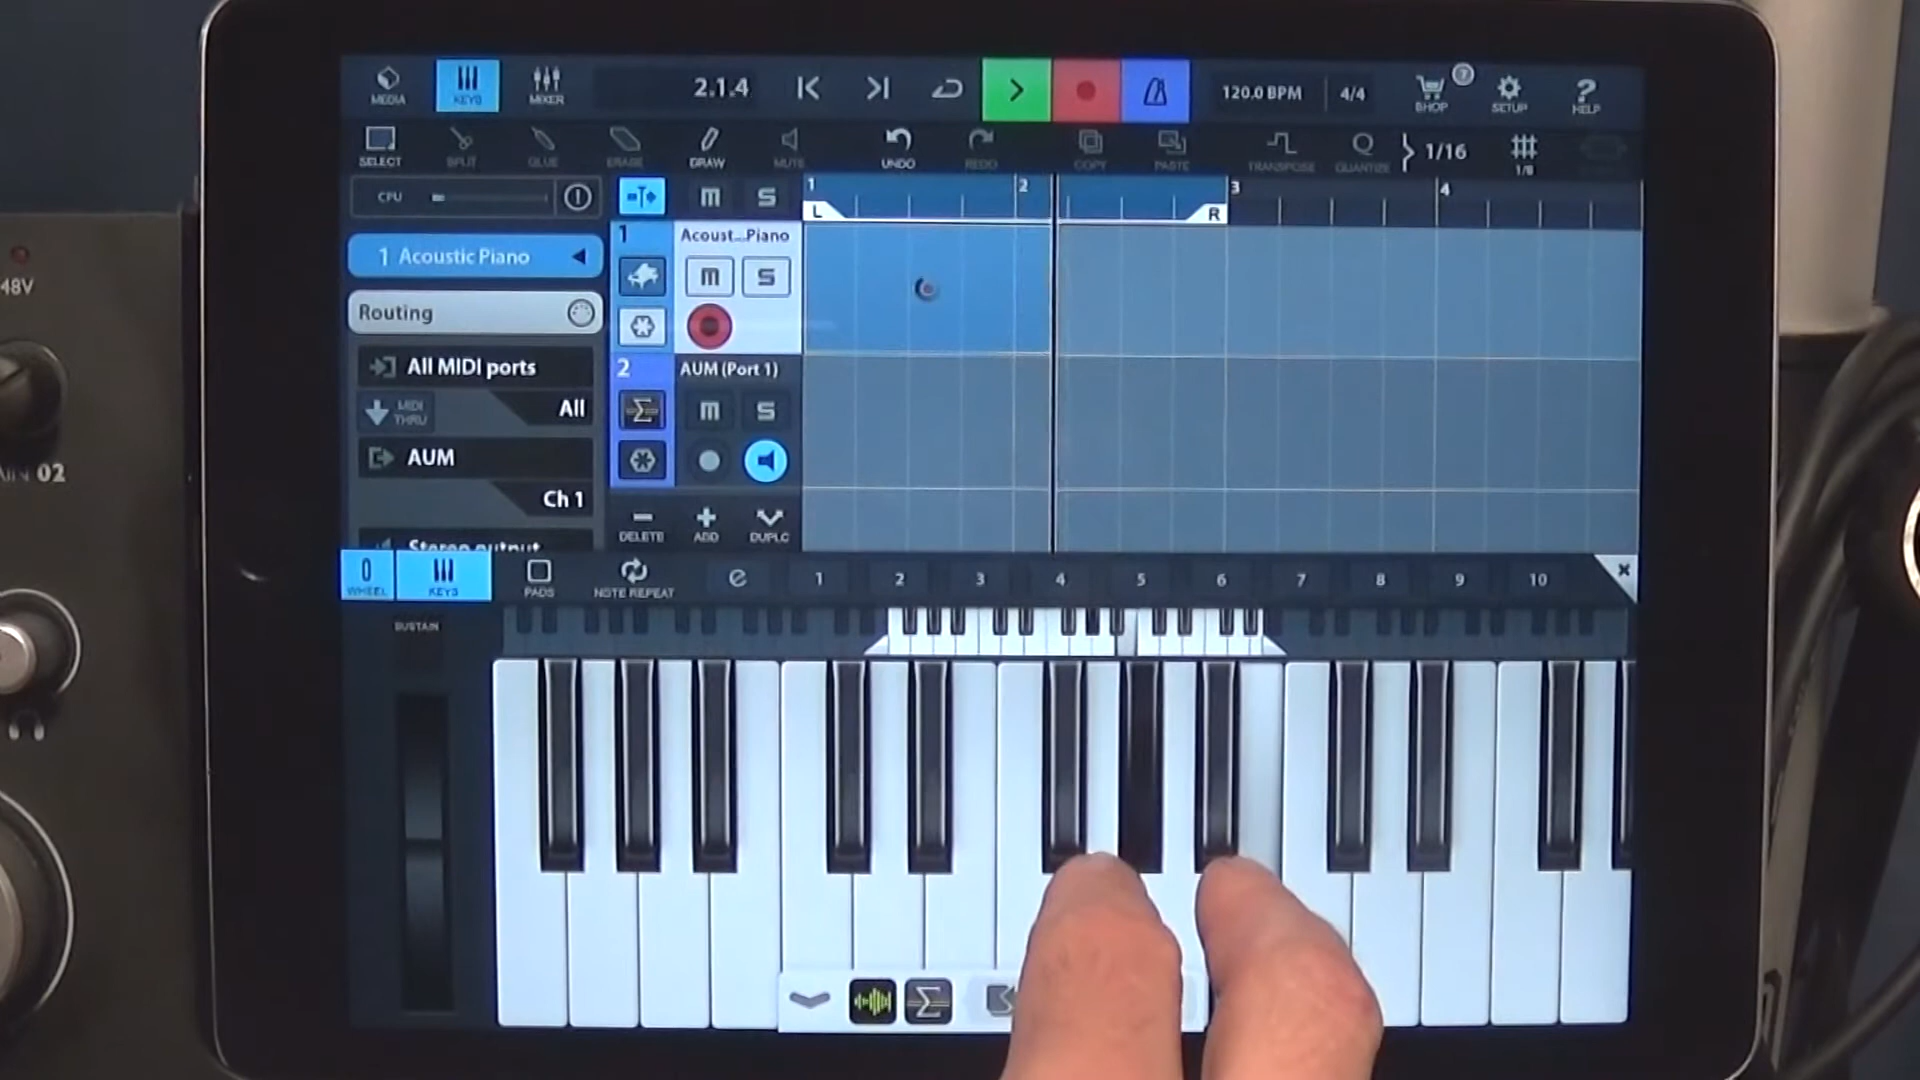 2.1.4
120.0 BPM
4/4
MEDIA
KEYS
MIXER
SHOP
?
SETUP
?
HELP
SELECT
SPLIT
GLUE
ERASE
DRAW
MUTE
UNDO
REDO
COPY
PASTE
TRANSPOSE
QUANTIZE
1/16
1/8
CPU
M
S
1
2
3
4
L
R
1 Acoustic Piano
1
Acoust...Piano
M
S
Routing
All MIDI ports
All
MIDI
THRU
AUM
Ch 1
Stereo output
2
AUM (Port 1)
M
S
DELETE
ADD
DUPLC
WHEEL
KEYS
PADS
NOTE REPEAT
e
1
2
3
4
5
6
7
8
9
10
SUSTAIN
48V
02